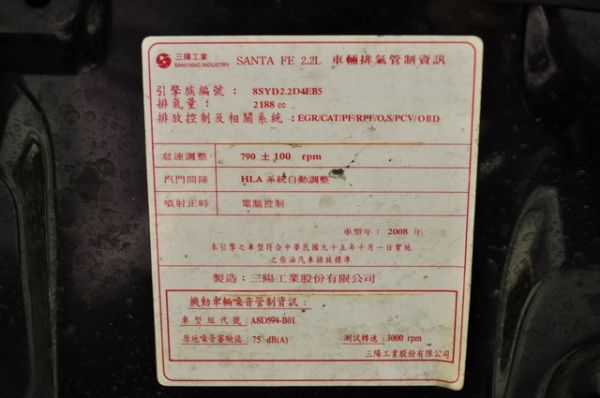 三陽工業 SANTA FE 2.2L 車輛排氣管制資訊
SANYANG INDUSTRY
引擎族編號: 8SYD2.2D4EB5
排氣量: 2188 cc
排放控制及相關系統:EGR/CAT/PF/RPF/O,S/PCV/OBD
怠速調整 790 ± 100 rpm
汽門間隙 HLA 系統自動調整
噴射正時 電腦控制
車型年: 2008 年
本引擎之車型符合中華民國九十五年十月一日實施
之柴油汽車排放標準
製造:三陽工業股份有限公司
機動車輛噪音管制資訊:
車型組代號:A8D594-B01
原地噪音審驗值: 75 dB(A) 測試轉速:3000 rpm
三陽工業股份有限公司